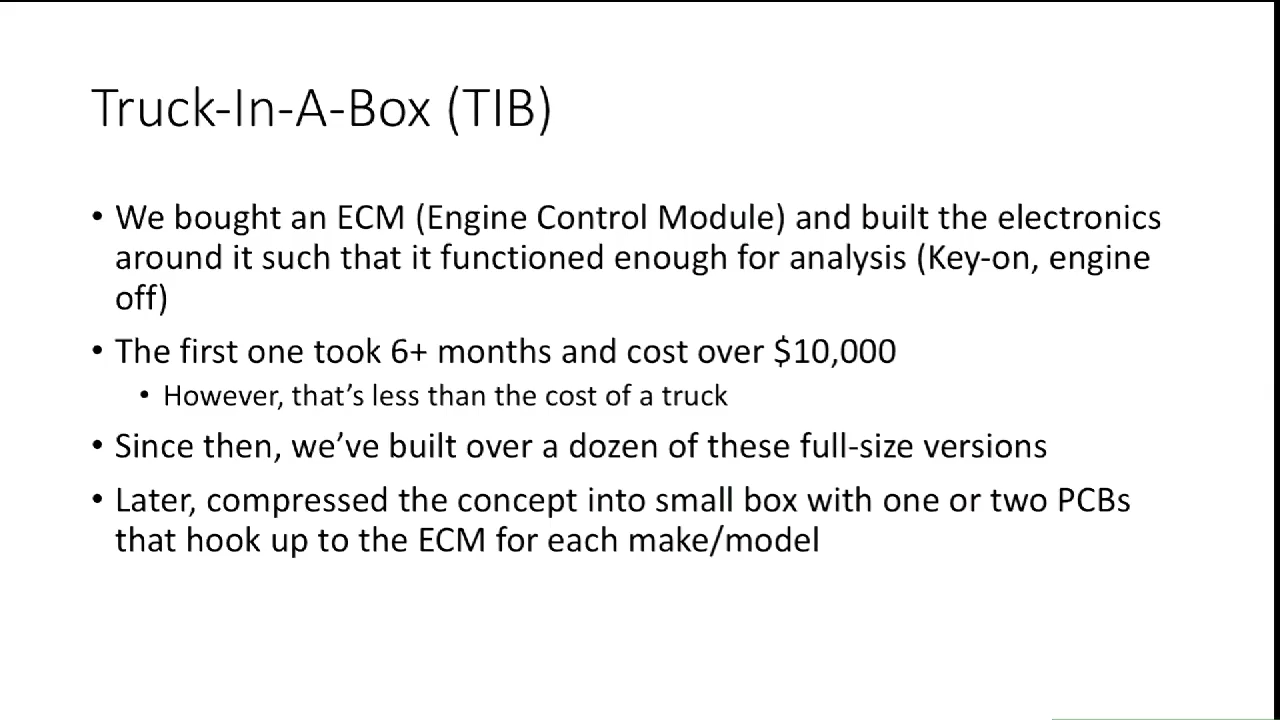 Truck-In-A-Box (TIB)
• We bought an ECM (Engine Control Module) and built the electronics
around it such that it functioned enough for analysis (Key-on, engine
off)
• The first one took 6+ months and cost over $10,000
• However, that’s less than the cost of a truck
• Since then, we’ve built over a dozen of these full-size versions
• Later, compressed the concept into small box with one or two PCBs
that hook up to the ECM for each make/model